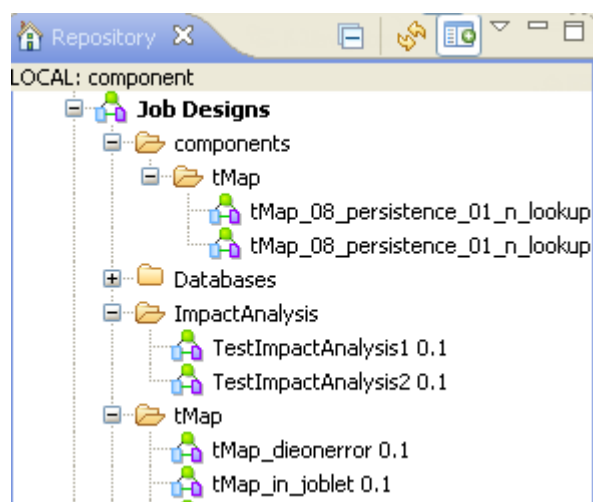 Repository
LOCAL: component
Job Designs
components
tMap
tMap_08_persistence_01_n_lookup
tMap_08_persistence_01_n_lookup
Databases
ImpactAnalysis
TestImpactAnalysis1 0.1
TestImpactAnalysis2 0.1
tMap
tMap_dieonerror 0.1
tMap_in_joblet 0.1